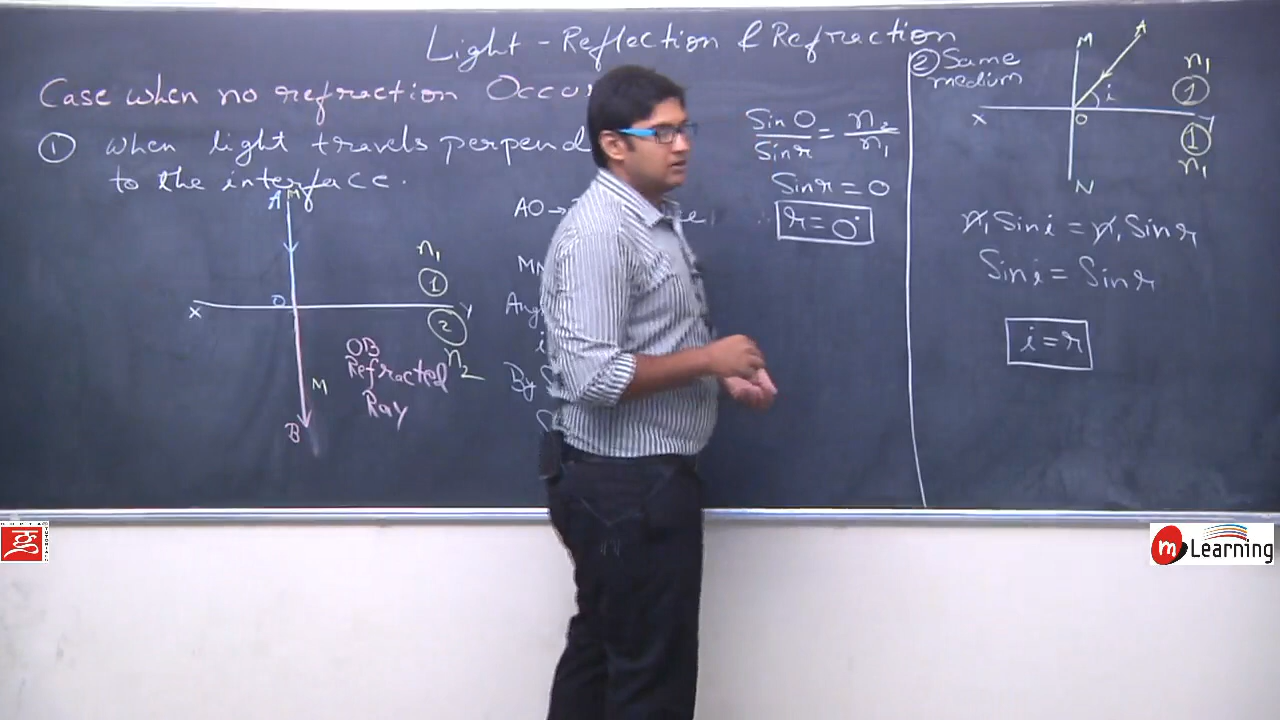 Light - Reflection & Refraction
Case when no refraction Occu
① when light travels perpend
to the interface.
A M
n₁
①
O
X Y
②
n₂
OB
Refracted
Ray
M
B
AO →
MN
Ang
i
By S
Sin O / Sin r = n₂ / n₁
Sin r = 0
∴ r = 0°
② Same
medium
M A
n₁
①
i
X O Y
①
n₁
N
n₁ Sin i = n₁ Sin r
Sin i = Sin r
i = r
m Learning